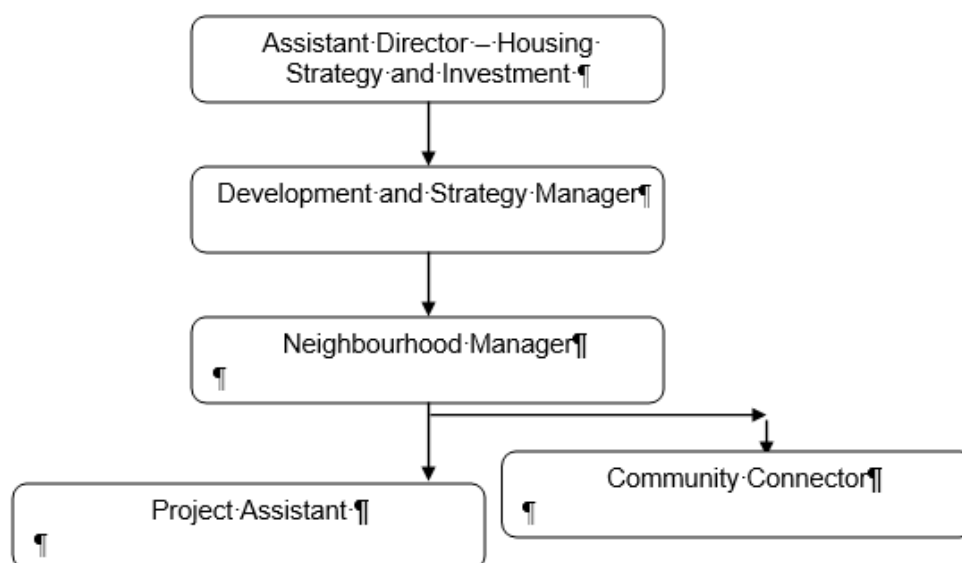 Assistant·Director·–·Housing·
Strategy·and·Investment·¶
Development·and·Strategy·Manager¶
Neighbourhood·Manager¶
¶
Community·Connector¶
¶
Project·Assistant·¶
¶